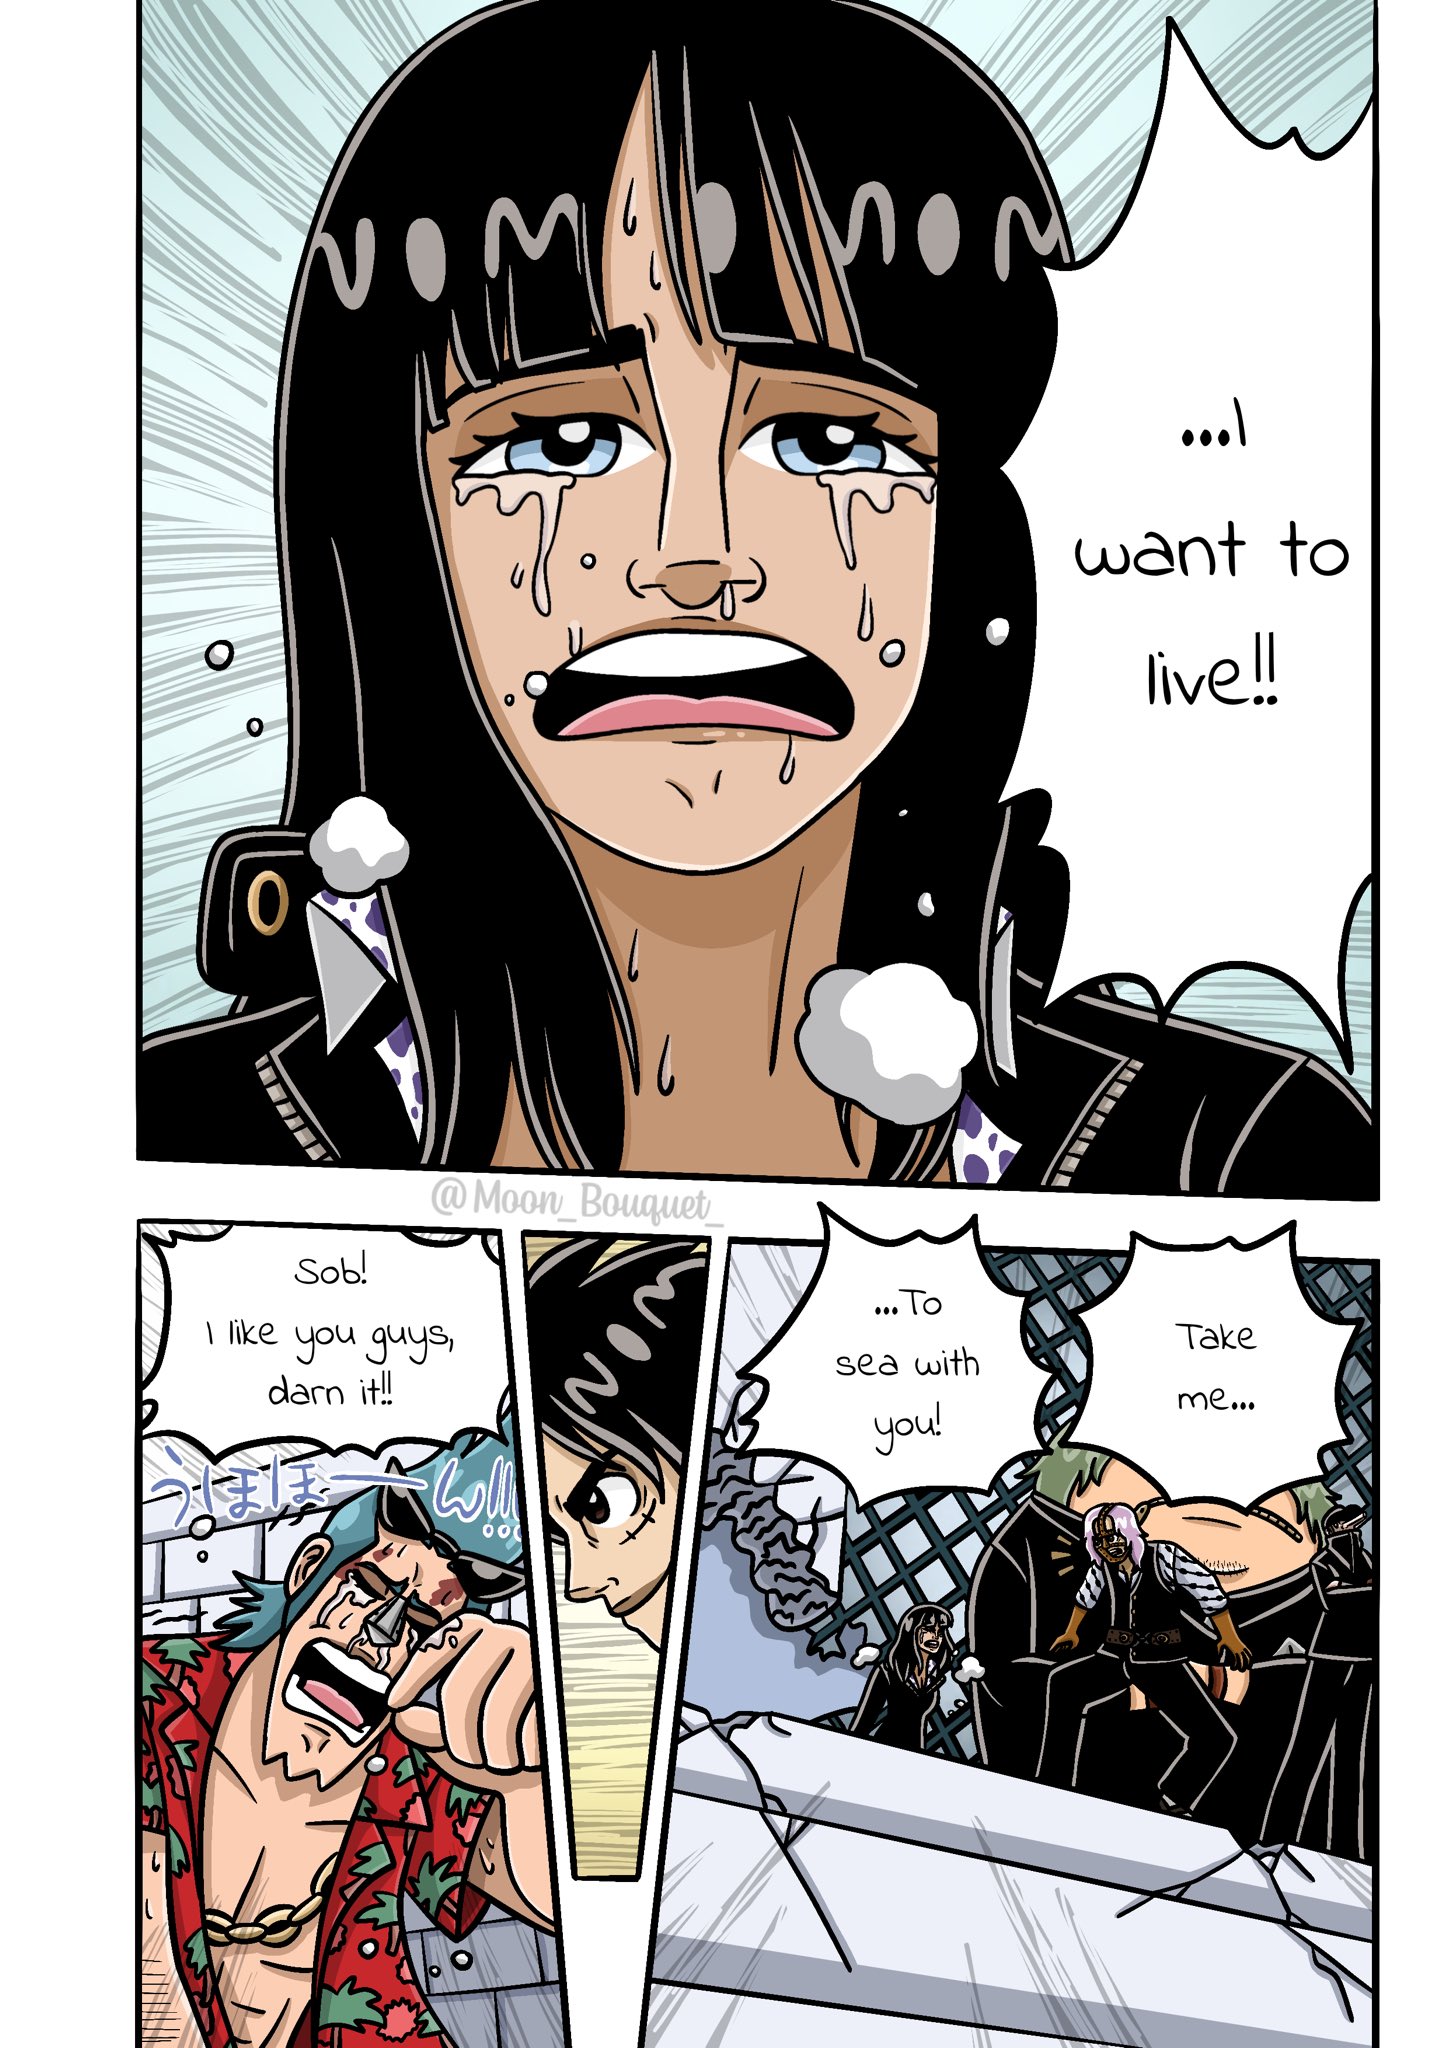 ...I
want to
live!!
@Moon_Bouquet_
Take
me...
...To
sea with
you!
Sob!
I like you guys,
darn it!!
うほほーん!!!